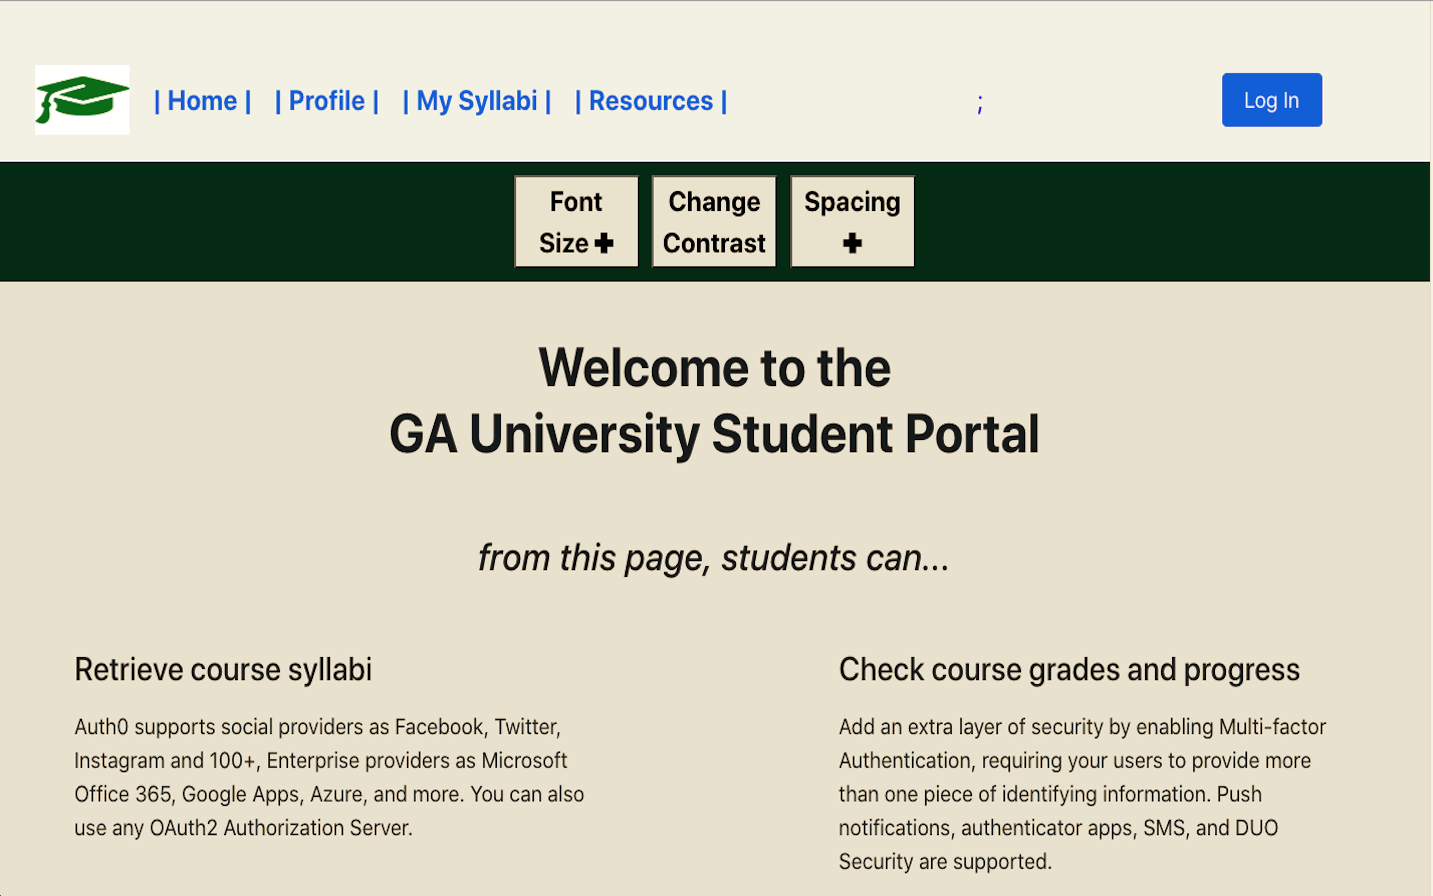 | Home | | Profile | | My Syllabi | | Resources | ; Log In
Font Size ✚
Change Contrast
Spacing ✚
Welcome to the
GA University Student Portal
from this page, students can...
Retrieve course syllabi
Auth0 supports social providers as Facebook, Twitter,
Instagram and 100+, Enterprise providers as Microsoft
Office 365, Google Apps, Azure, and more. You can also
use any OAuth2 Authorization Server.
Check course grades and progress
Add an extra layer of security by enabling Multi-factor
Authentication, requiring your users to provide more
than one piece of identifying information. Push
notifications, authenticator apps, SMS, and DUO
Security are supported.